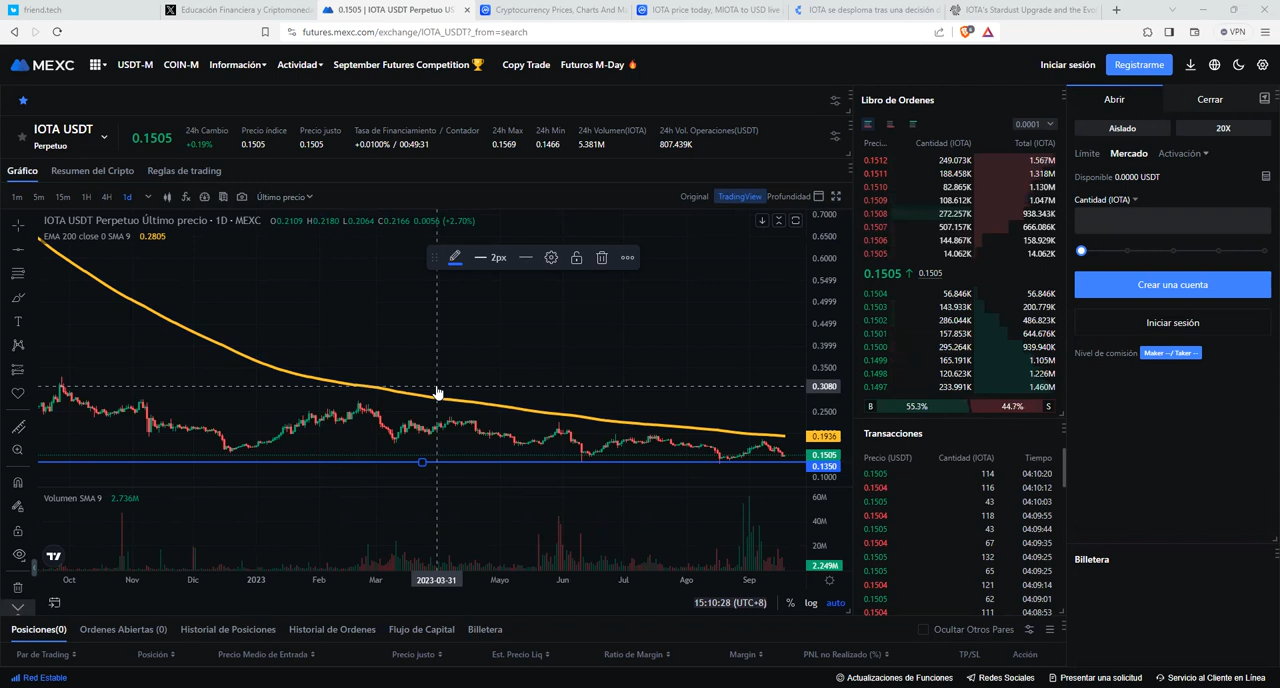 friend.tech
Educación Financiera y Criptomoned
0.1505 | IOTA USDT Perpetuo US
Cryptocurrency Prices, Charts And M
IOTA price today, MIOTA to USD live
IOTA se desploma tras una decisión d
IOTA's Stardust Upgrade and the Evo
futures.mexc.com/exchange/IOTA_USDT?_from=search
VPN
MEXC
USDT-M
COIN-M
Información
Actividad
September Futures Competition
Copy Trade
Futuros M-Day
Iniciar sesión
Registrarme
IOTA USDT
Perpetuo
0.1505
24h Cambio
+0.19%
Precio índice
0.1505
Precio justo
0.1505
Tasa de Financiamiento / Contador
+0.0100% / 00:49:31
24h Max
0.1569
24h Min
0.1466
24h Volumen(IOTA)
5.381M
24h Vol. Operaciones(USDT)
807.439K
Gráfico
Resumen del Cripto
Reglas de trading
1m 5m 15m 1H 4H 1d
Último precio
Original
TradingView
Profundidad
IOTA USDT Perpetuo Último precio · 1D · MEXC O0.2109 H0.2180 L0.2064 C0.2166 0.0056 (+2.70%)
EMA 200 close 0 SMA 9 0.2805
2px
0.7000
0.6500
0.6000
0.5499
0.4999
0.4499
0.3999
0.3500
0.3080
0.2500
0.1936
0.1505
0.1350
0.1000
Volumen SMA 9 2.736M
60M
40M
20M
2.249M
Oct Nov Dic 2023 Feb Mar 2023-03-31 Mayo Jun Jul Ago Sep
15:10:28 (UTC+8)
% log auto
Libro de Ordenes
0.0001
Preci... Cantidad (IOTA) Total (IOTA)
0.1512 249.073K 1.567M
0.1511 188.458K 1.318M
0.1510 82.865K 1.130M
0.1509 108.612K 1.047M
0.1508 272.257K 938.343K
0.1507 507.157K 666.086K
0.1506 144.867K 158.929K
0.1505 14.062K 14.062K
0.1505 0.1505
0.1504 56.846K 56.846K
0.1503 143.933K 200.779K
0.1502 286.044K 486.823K
0.1501 157.853K 644.676K
0.1500 295.264K 939.940K
0.1499 165.191K 1.105M
0.1498 120.623K 1.226M
0.1497 233.991K 1.460M
B 55.3% 44.7% S
Transacciones
Precio (USDT) Cantidad (IOTA) Tiempo
0.1505 114 04:10:20
0.1504 116 04:10:12
0.1505 43 04:10:03
0.1504 118 04:09:55
0.1505 43 04:09:44
0.1504 67 04:09:35
0.1505 132 04:09:25
0.1504 65 04:09:25
0.1504 121 04:09:14
0.1505 62 04:09:01
0.1504 111 04:08:53
Abrir
Cerrar
Aislado
20X
Límite Mercado Activación
Disponible 0.0000 USDT
Cantidad (IOTA)
Crear una cuenta
Iniciar sesión
Nivel de comisión
Maker --/ Taker --
Billetera
Posiciones(0)
Ordenes Abiertas (0)
Historial de Posiciones
Historial de Ordenes
Flujo de Capital
Billetera
Ocultar Otros Pares
Par de Trading
Posición
Precio Medio de Entrada
Precio justo
Est. Precio Liq
Ratio de Margin
Margin
PNL no Realizado (%)
TP/SL
Acción
Red Estable
Actualizaciones de Funciones
Redes Sociales
Presentar una solicitud
Servicio al Cliente en Línea